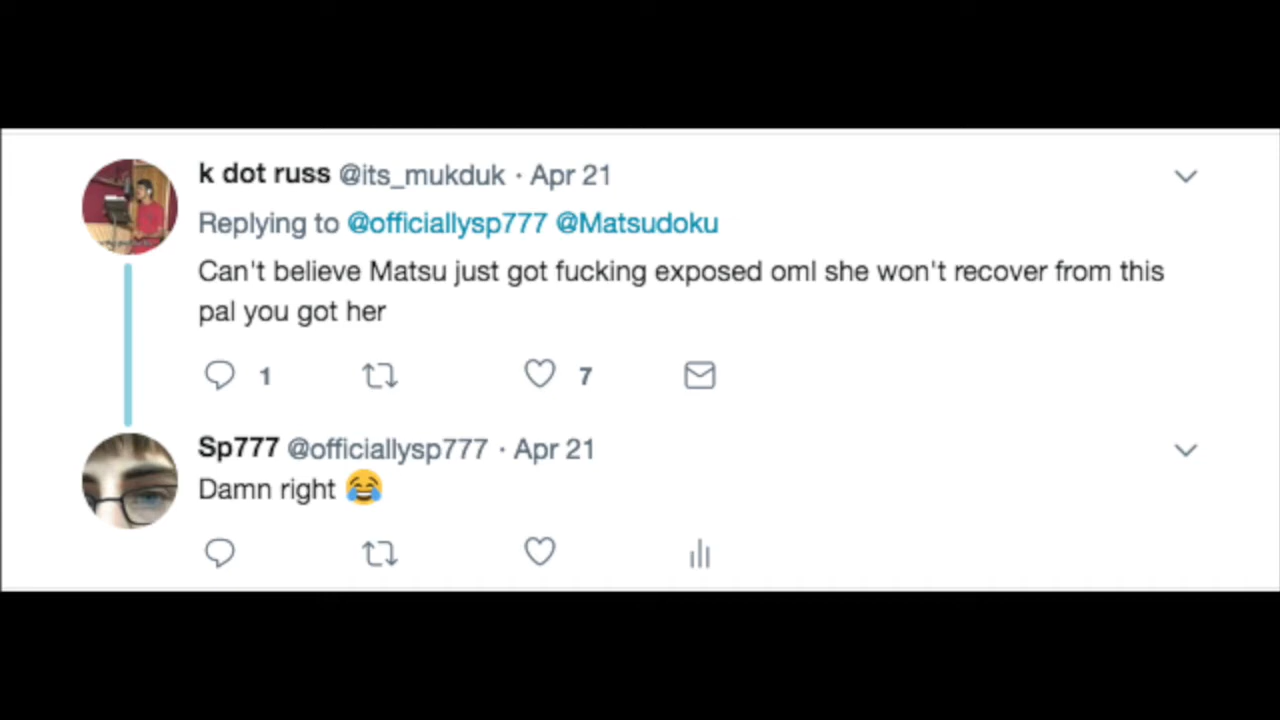 k dot russ @its_mukduk · Apr 21
Replying to @officiallysp777 @Matsudoku
Can't believe Matsu just got fucking exposed oml she won't recover from this
pal you got her
1 7
Sp777 @officiallysp777 · Apr 21
Damn right 😂